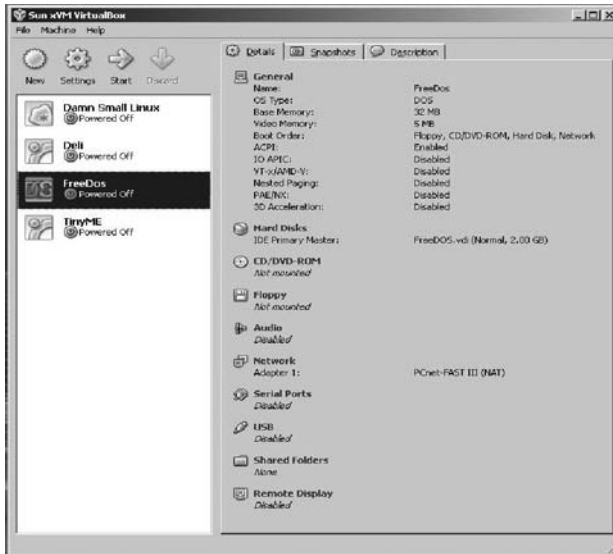 Sun xVM VirtualBox
File Machine Help
New Settings Start Discard
Damn Small Linux
Powered Off
Deli
Powered Off
FreeDos
Powered Off
TinyME
Powered Off
Details Snapshots Description
General
Name: FreeDos
OS Type: DOS
Base Memory: 32 MB
Video Memory: 5 MB
Boot Order: Floppy, CD/DVD-ROM, Hard Disk, Network
ACPI: Enabled
IO APIC: Disabled
VT-x/AMD-V: Disabled
Nested Paging: Disabled
PAE/NX: Disabled
3D Acceleration: Disabled
Hard Disks
IDE Primary Master: FreeDOS.vdi (Normal, 2.00 GB)
CD/DVD-ROM
Not mounted
Floppy
Not mounted
Audio
Disabled
Network
Adapter 1: PCnet-FAST III (NAT)
Serial Ports
Disabled
USB
Disabled
Shared Folders
None
Remote Display
Disabled